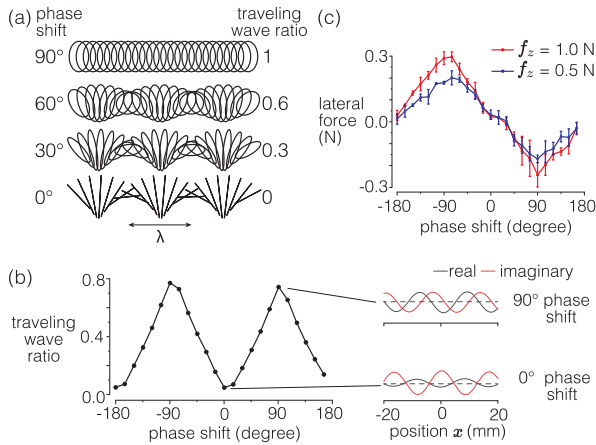 (a)
phase
shift
traveling
wave ratio
90°
1
60°
0.6
30°
0.3
0°
0
λ
(c)
f_z = 1.0 N
f_z = 0.5 N
lateral
force
(N)
0.3
0.0
-0.3
-180 -90 0 90 180
phase shift (degree)
(b)
traveling
wave
ratio
0.8
0.4
0.0
-180 -90 0 90 180
phase shift (degree)
real imaginary
90° phase
shift
0° phase
shift
-20 0 20
position x (mm)